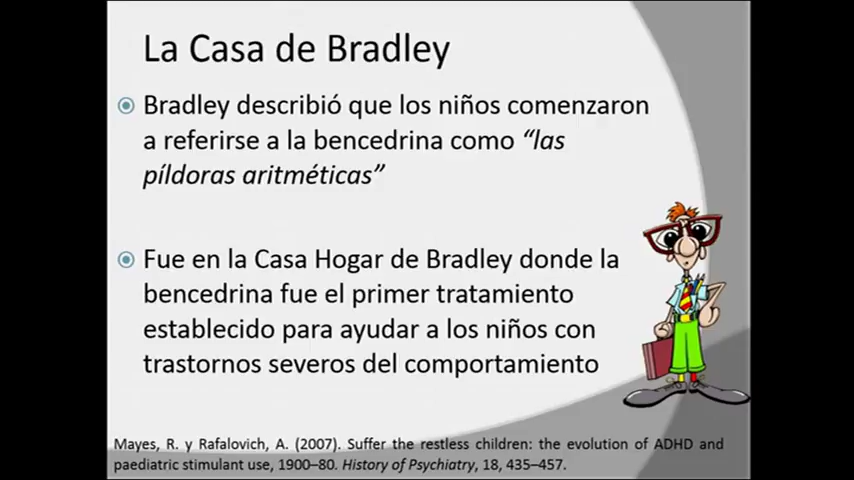 La Casa de Bradley
Bradley describió que los niños comenzaron
a referirse a la bencedrina como “las
píldoras aritméticas”
Fue en la Casa Hogar de Bradley donde la
bencedrina fue el primer tratamiento
establecido para ayudar a los niños con
trastornos severos del comportamiento
Mayes, R. y Rafalovich, A. (2007). Suffer the restless children: the evolution of ADHD and
paediatric stimulant use, 1900–80. History of Psychiatry, 18, 435–457.